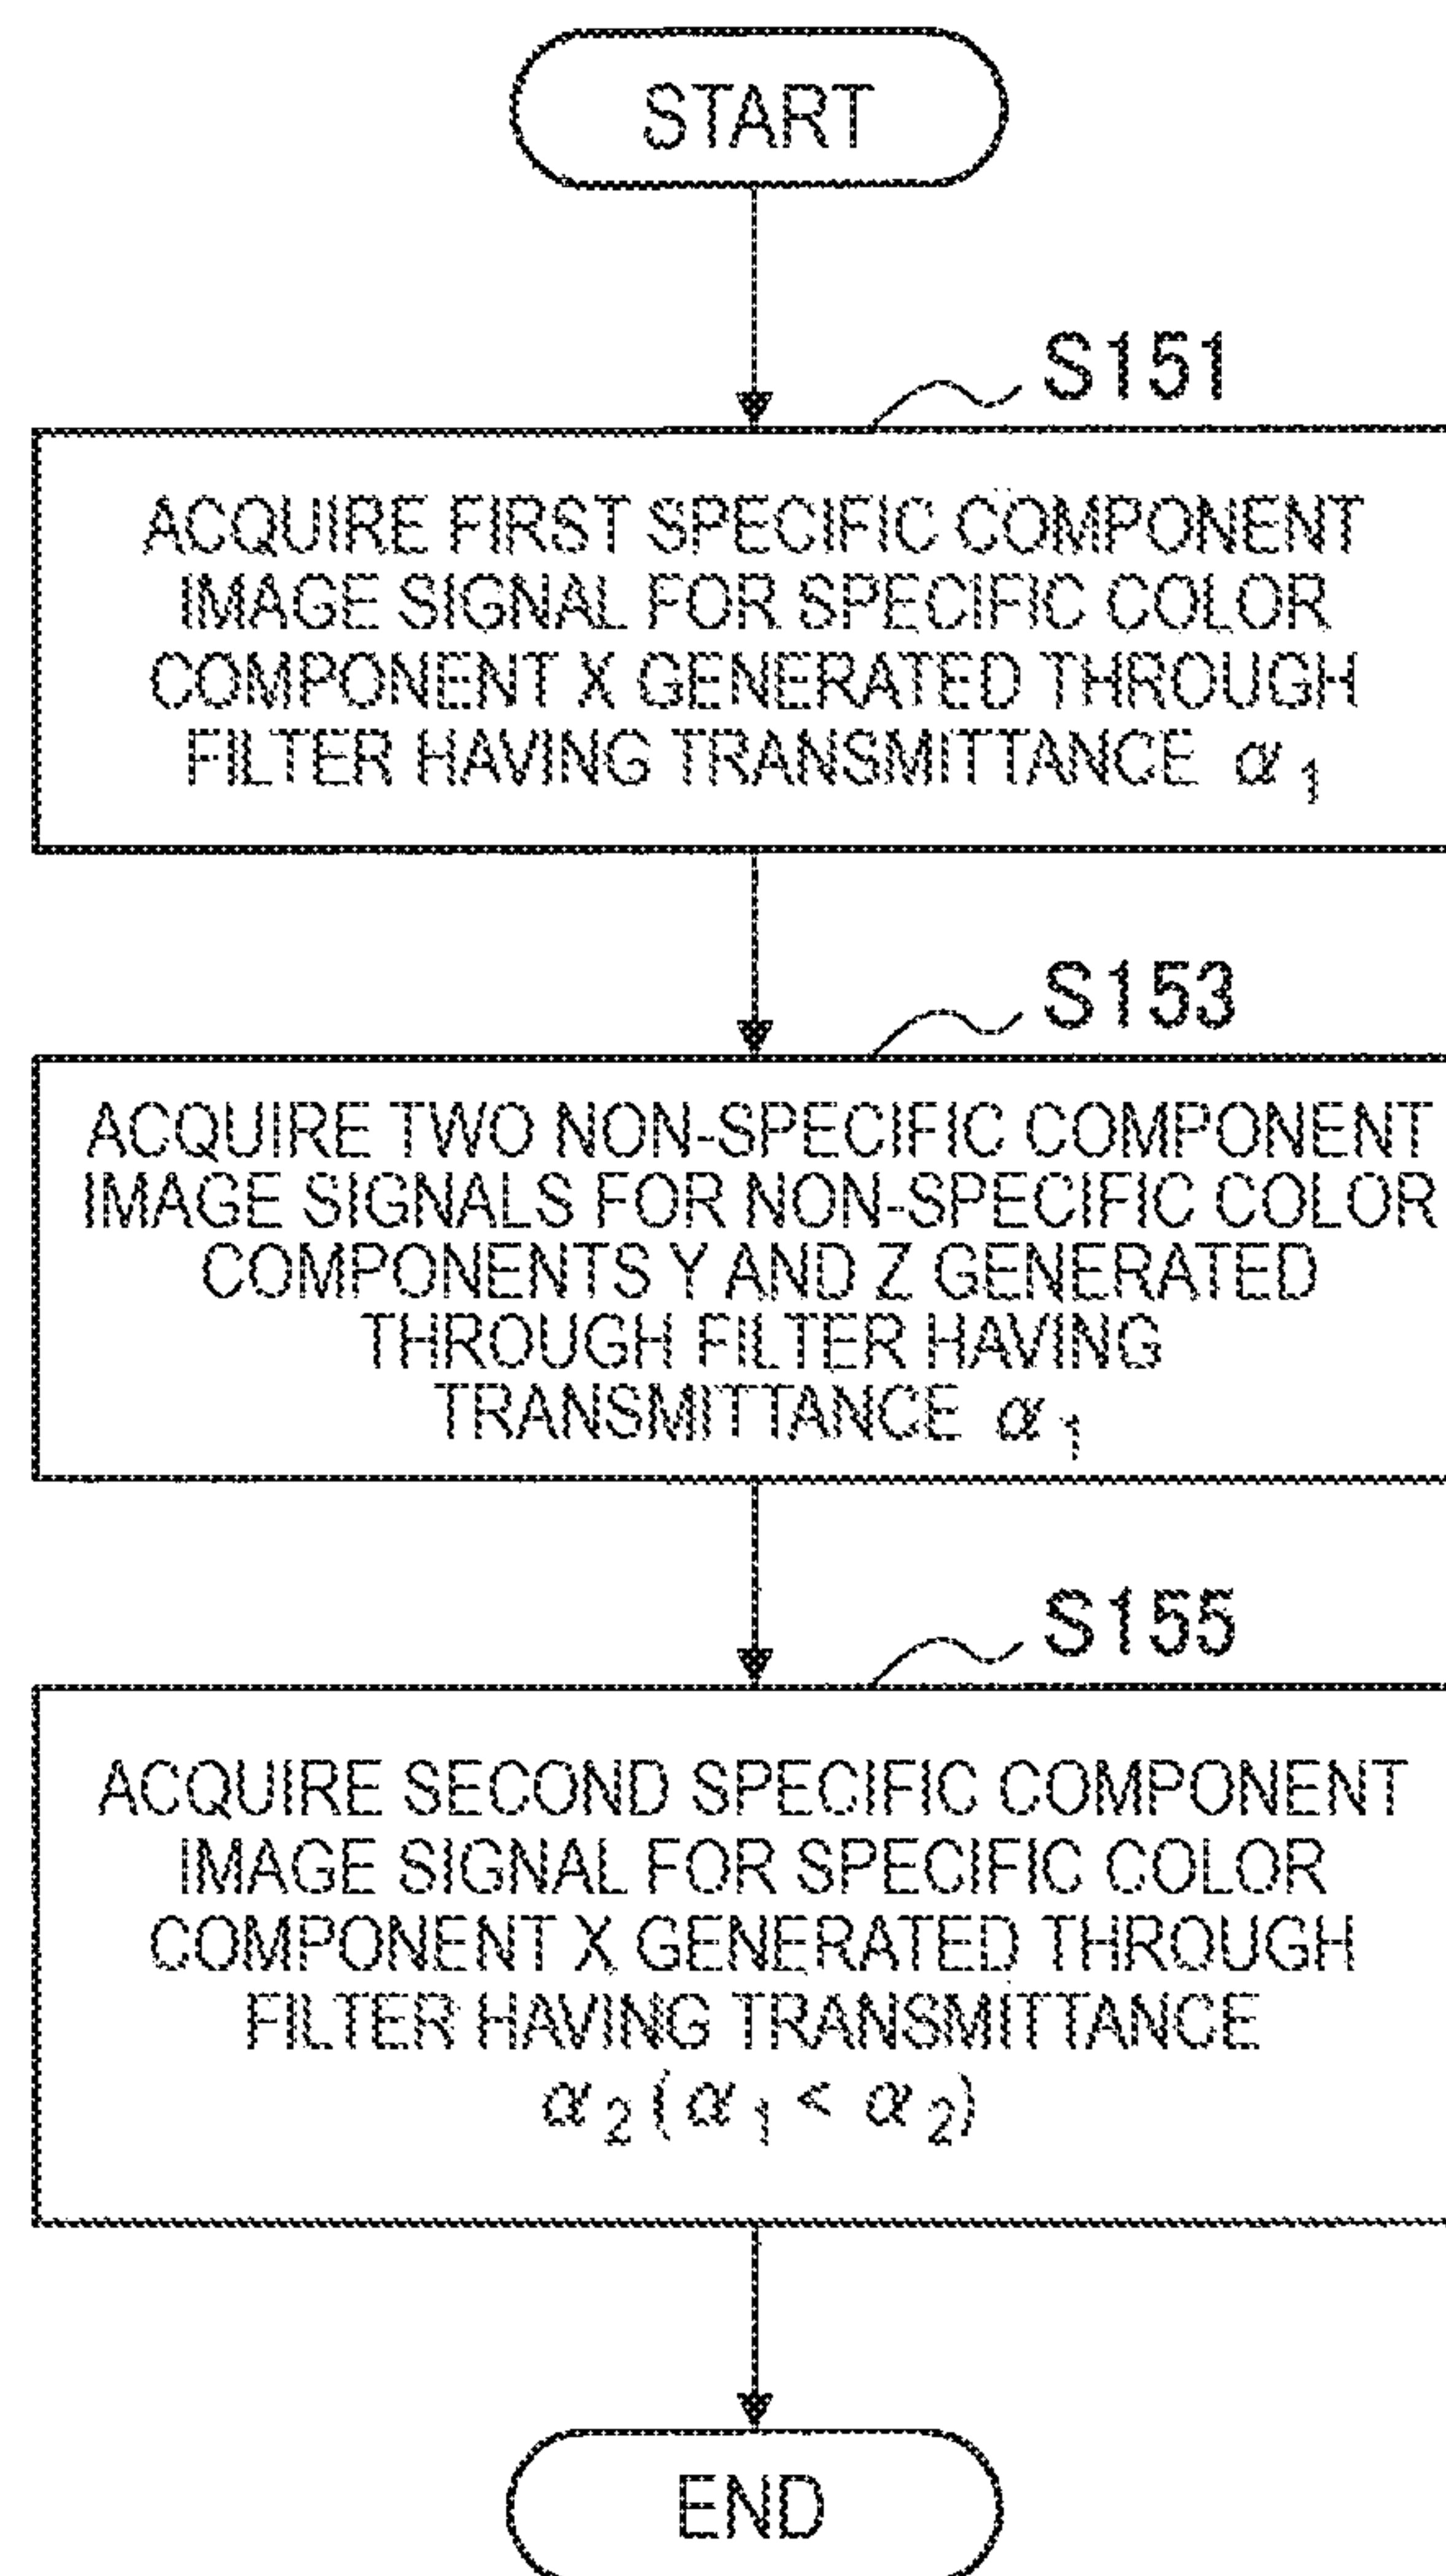 START
S151
ACQUIRE FIRST SPECIFIC COMPONENT
IMAGE SIGNAL FOR SPECIFIC COLOR
COMPONENT X GENERATED THROUGH
FILTER HAVING TRANSMITTANCE α₁
S153
ACQUIRE TWO NON-SPECIFIC COMPONENT
IMAGE SIGNALS FOR NON-SPECIFIC COLOR
COMPONENTS Y AND Z GENERATED
THROUGH FILTER HAVING
TRANSMITTANCE α₁
S155
ACQUIRE SECOND SPECIFIC COMPONENT
IMAGE SIGNAL FOR SPECIFIC COLOR
COMPONENT X GENERATED THROUGH
FILTER HAVING TRANSMITTANCE
α₂ (α₁ < α₂)
END